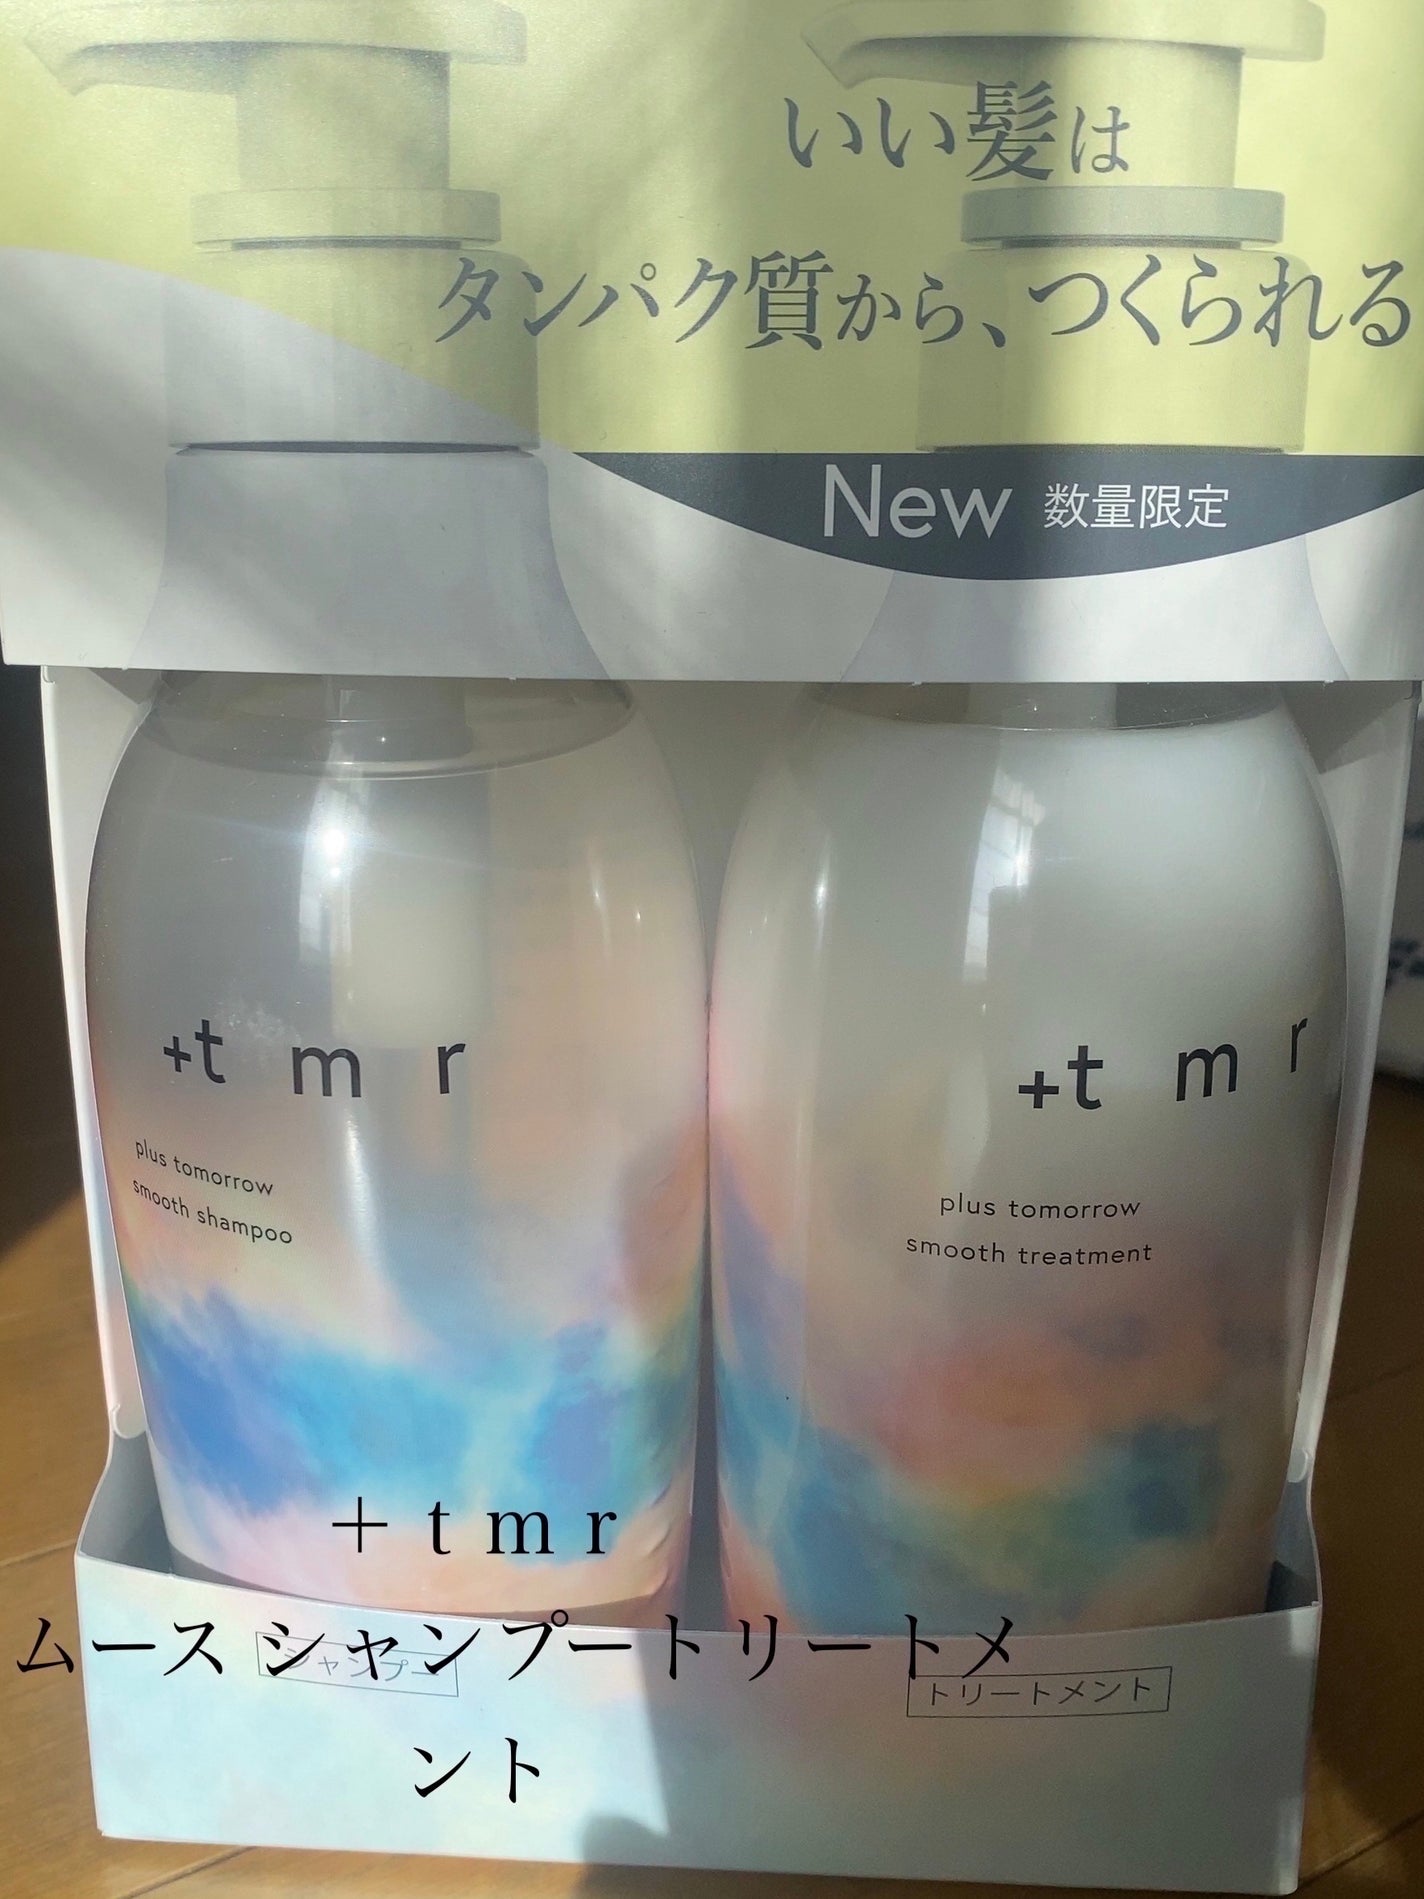 いい髪は
タンパク質から、つくられる
New 数量限定
+t m r
plus tomorrow
smooth shampoo
+t m r
plus tomorrow
smooth treatment
＋ｔｍｒ
ムース シャンプートリートメ
ント
シャンプー
トリートメント